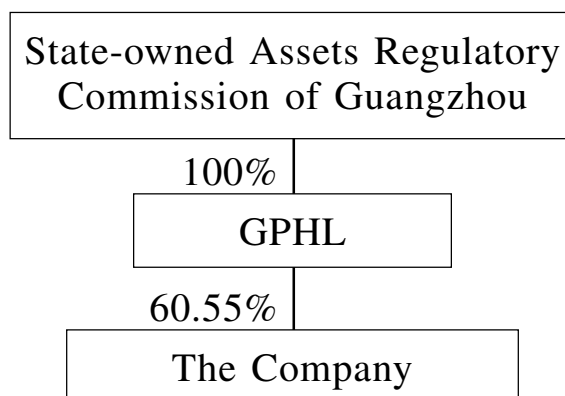 State-owned Assets Regulatory
Commission of Guangzhou
100%
GPHL
60.55%
The Company